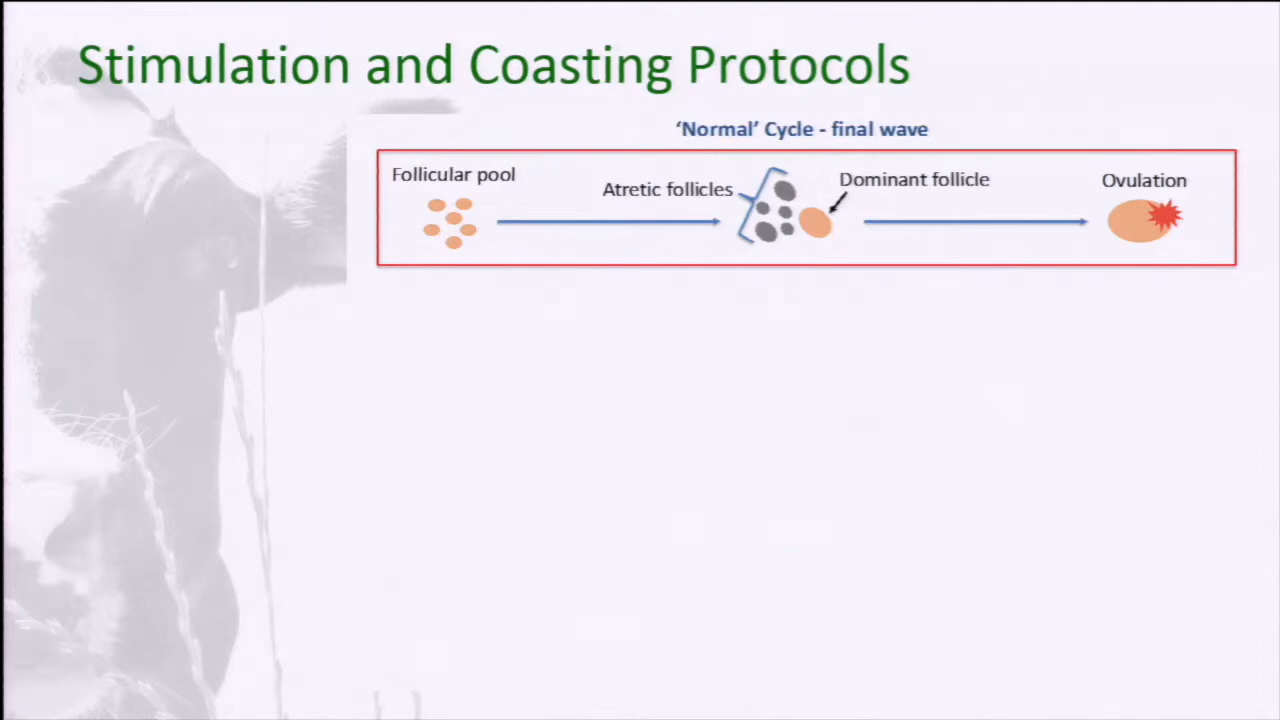 Stimulation and Coasting Protocols
‘Normal’ Cycle - final wave
Follicular pool
Atretic follicles
Dominant follicle
Ovulation